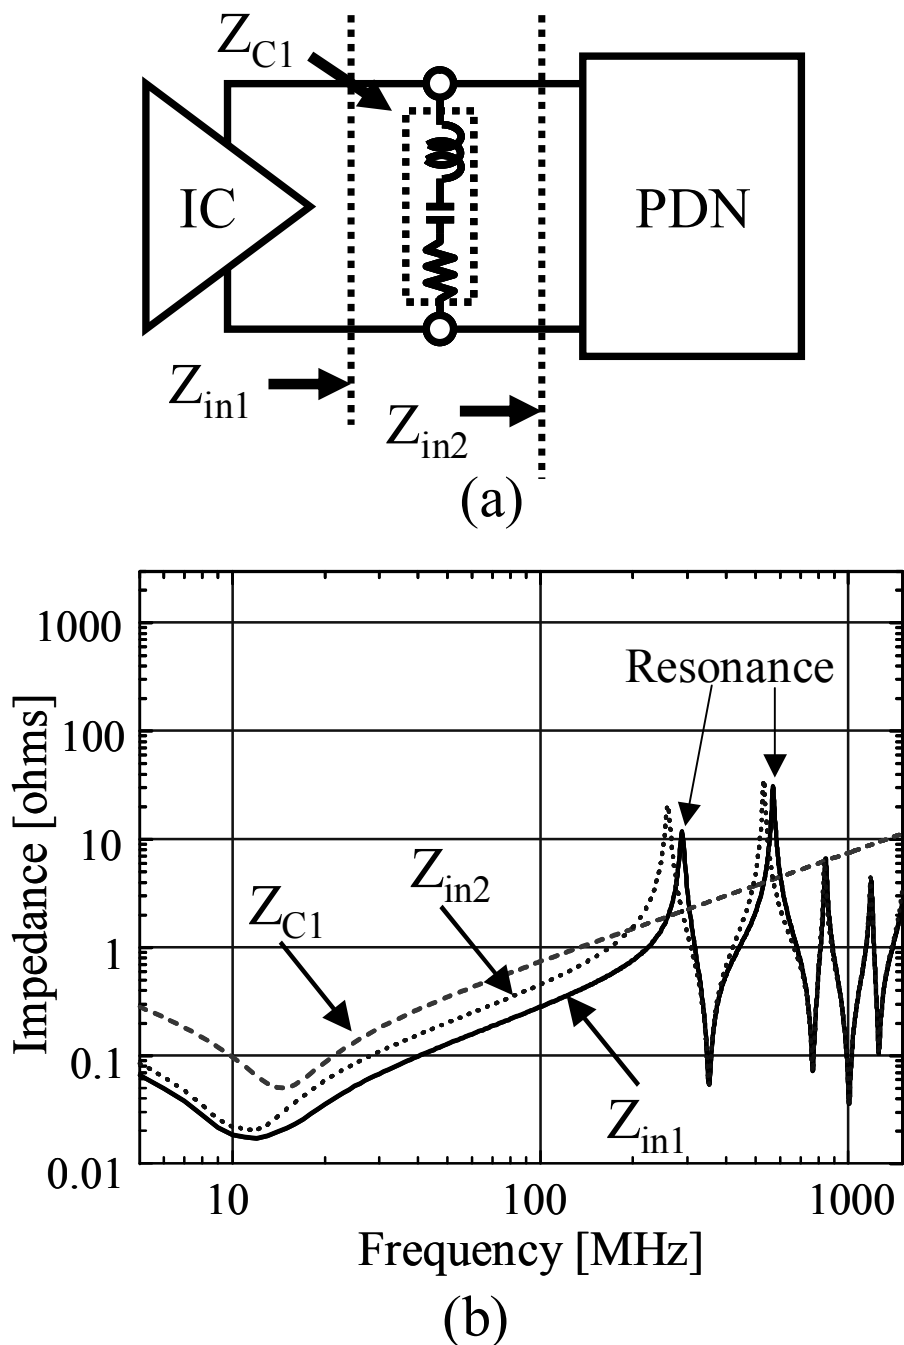 Z_C1
IC
PDN
Z_in1
Z_in2
(a)
Impedance [ohms]
1000
100
10
1
0.1
0.01
Resonance
Z_in2
Z_C1
Z_in1
10
100
1000
Frequency [MHz]
(b)